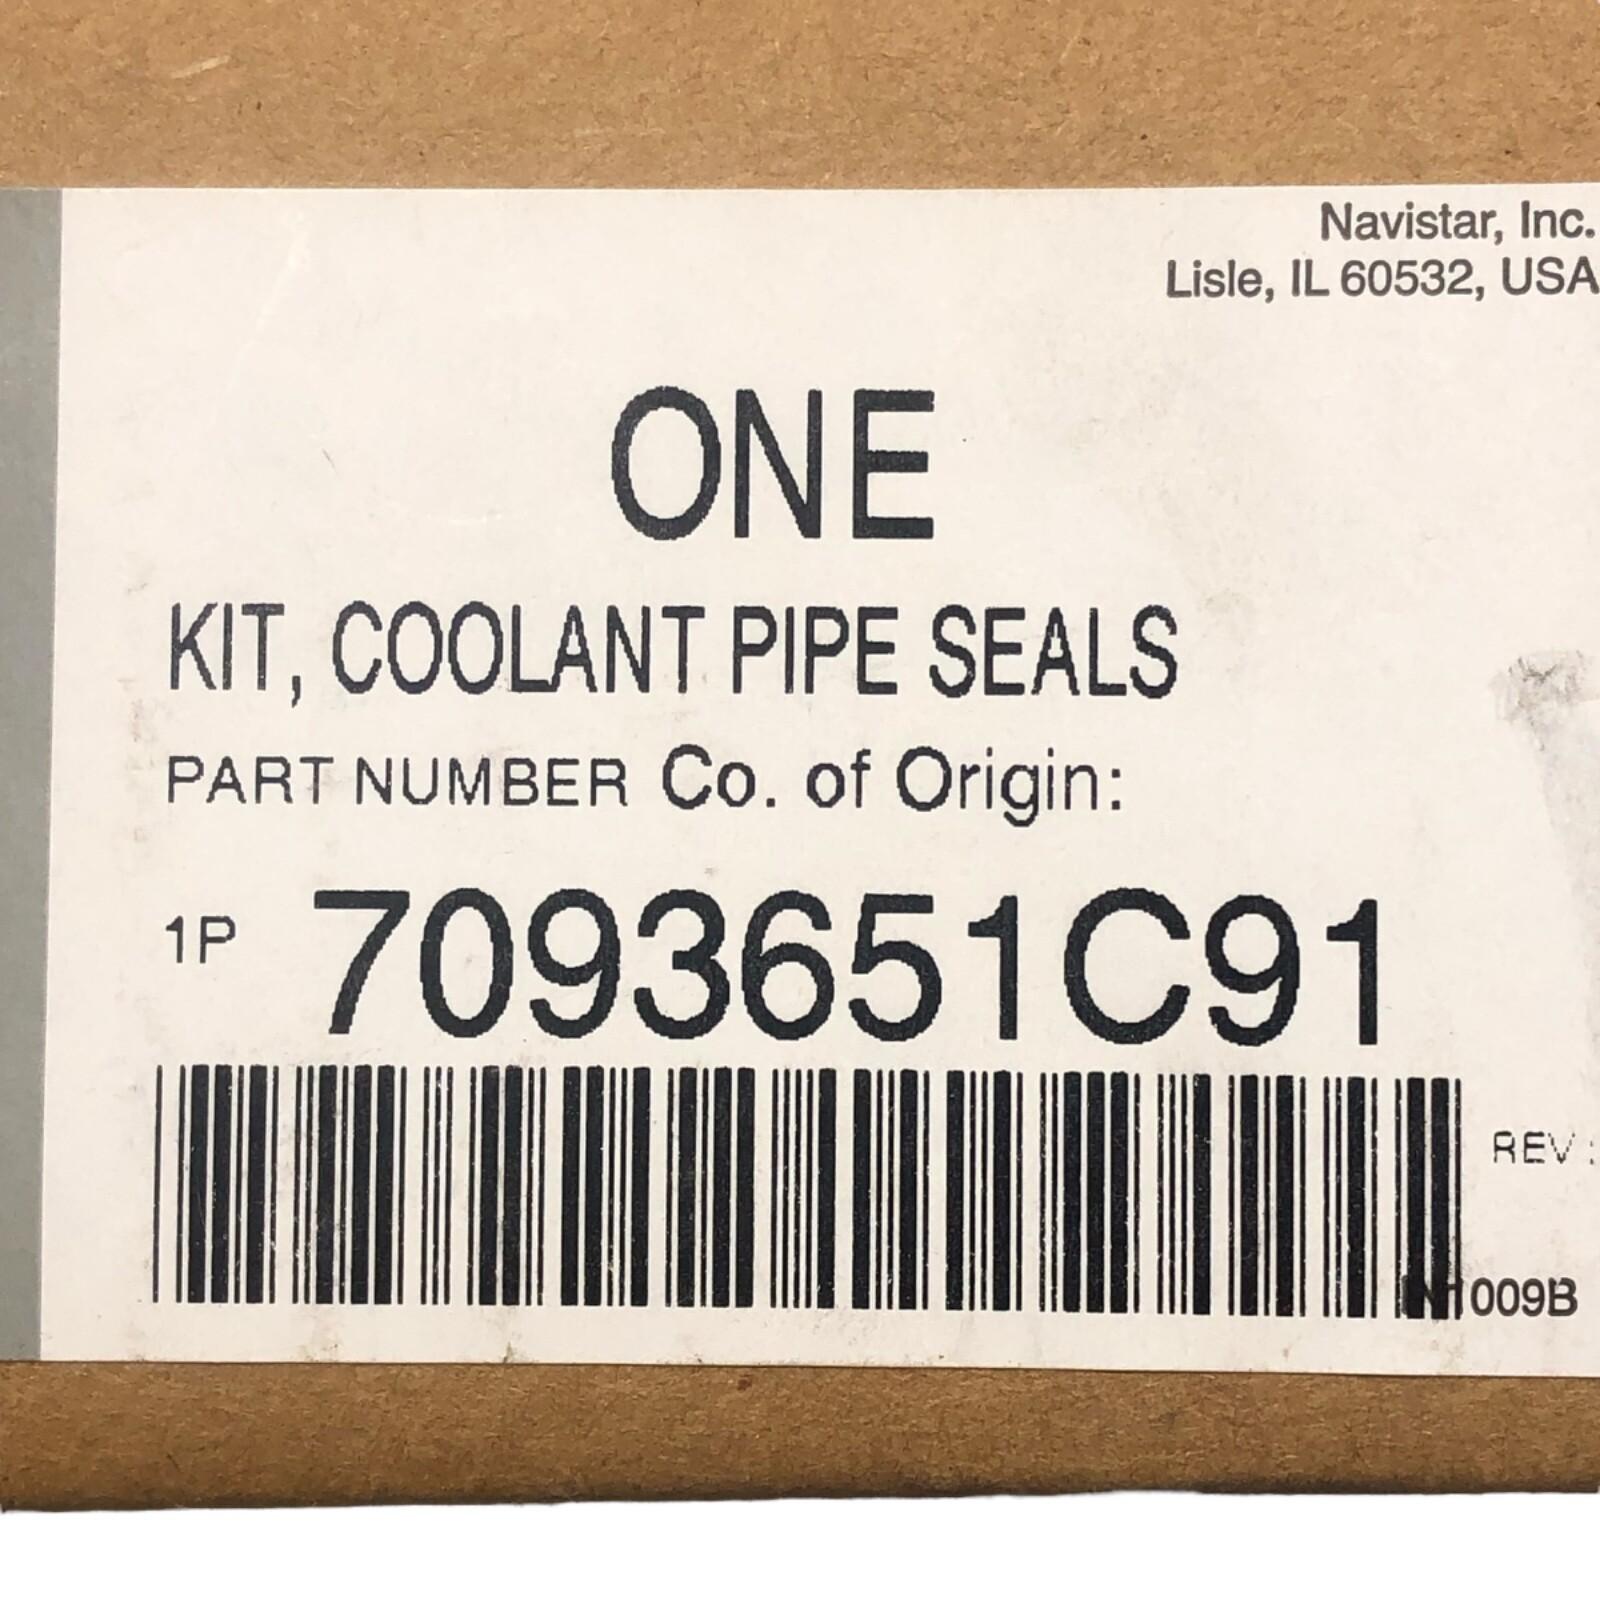 Navistar, Inc.
Lisle, IL 60532, USA
ONE
KIT, COOLANT PIPE SEALS
PART NUMBER Co. of Origin:
1P 7093651C91
REV :